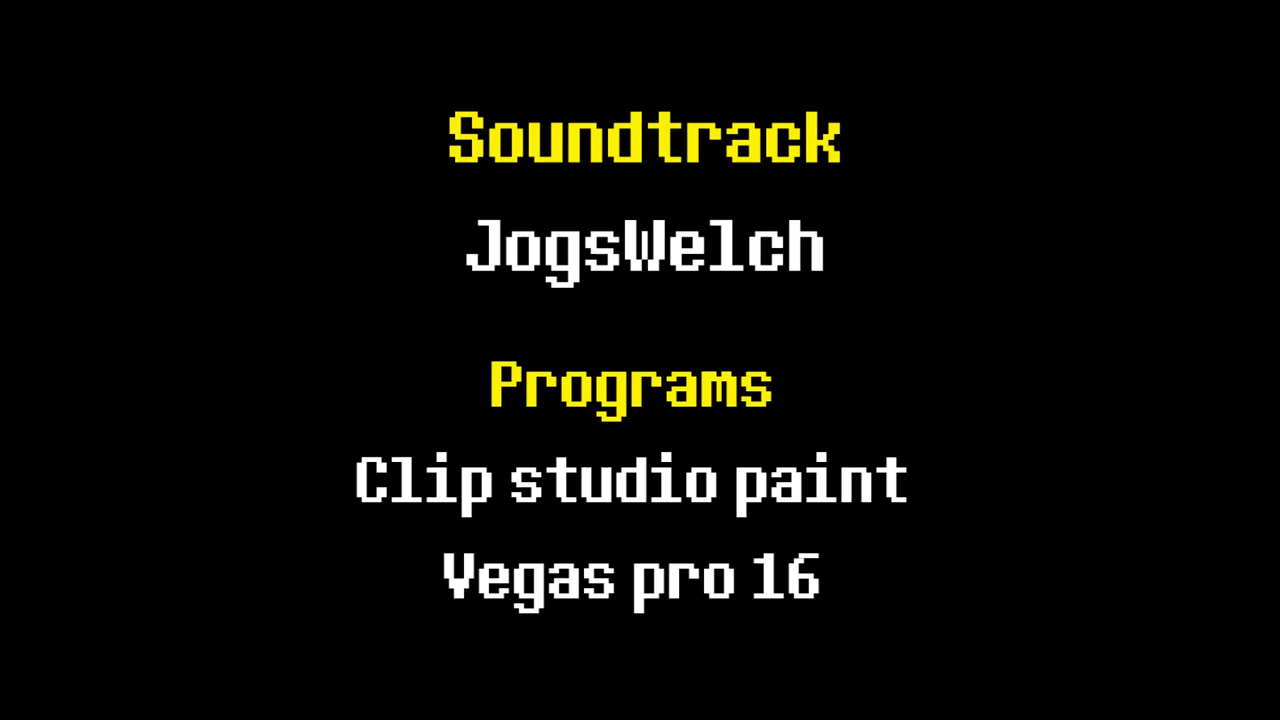 Soundtrack
JogsWelch
Programs
Clip studio paint
Vegas pro 16